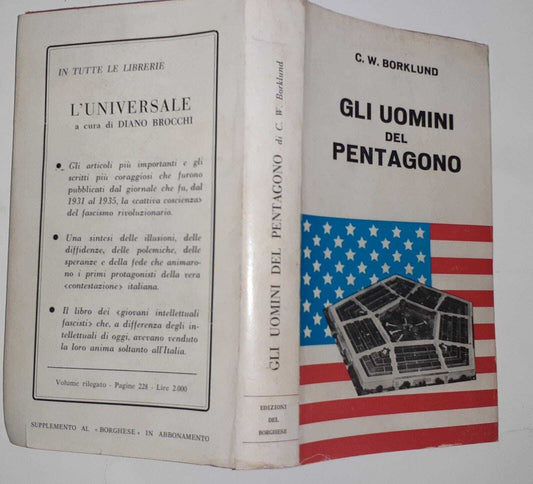 IN TUTTE LE LIBRERIE
L'UNIVERSALE
a cura di DIANO BROCCHI
• Gli articoli più importanti e gli
scritti più coraggiosi che furono
pubblicati dal giornale che fu, dal
1931 al 1935, la «cattiva coscienza»
del fascismo rivoluzionario.
• Una sintesi delle illusioni, delle
diffidenze, delle polemiche, delle
speranze e della fede che animaro-
no i primi protagonisti della vera
«contestazione» italiana.
• Il libro dei «giovani intellettuali
fascisti» che, a differenza degli in-
tellettuali di oggi, avevano venduto
la loro anima soltanto all'Italia.
Volume rilegato - Pagine 228 - Lire 2.000
SUPPLEMENTO AL «BORGHESE» IN ABBONAMENTO
GLI UOMINI DEL PENTAGONO di C. W. Borklund
EDIZIONI
DEL
BORGHESE
C. W. BORKLUND
GLI UOMINI
DEL
PENTAGONO